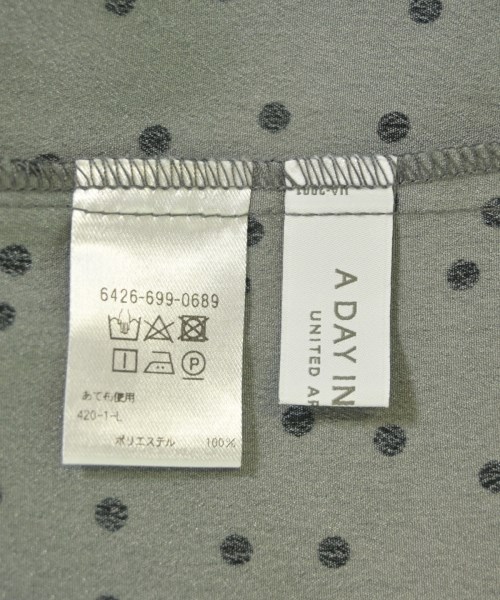 6426-699-0689
あて布使用
420-1-L
ポリエステル 100%
A DAY IN
UNITED AR